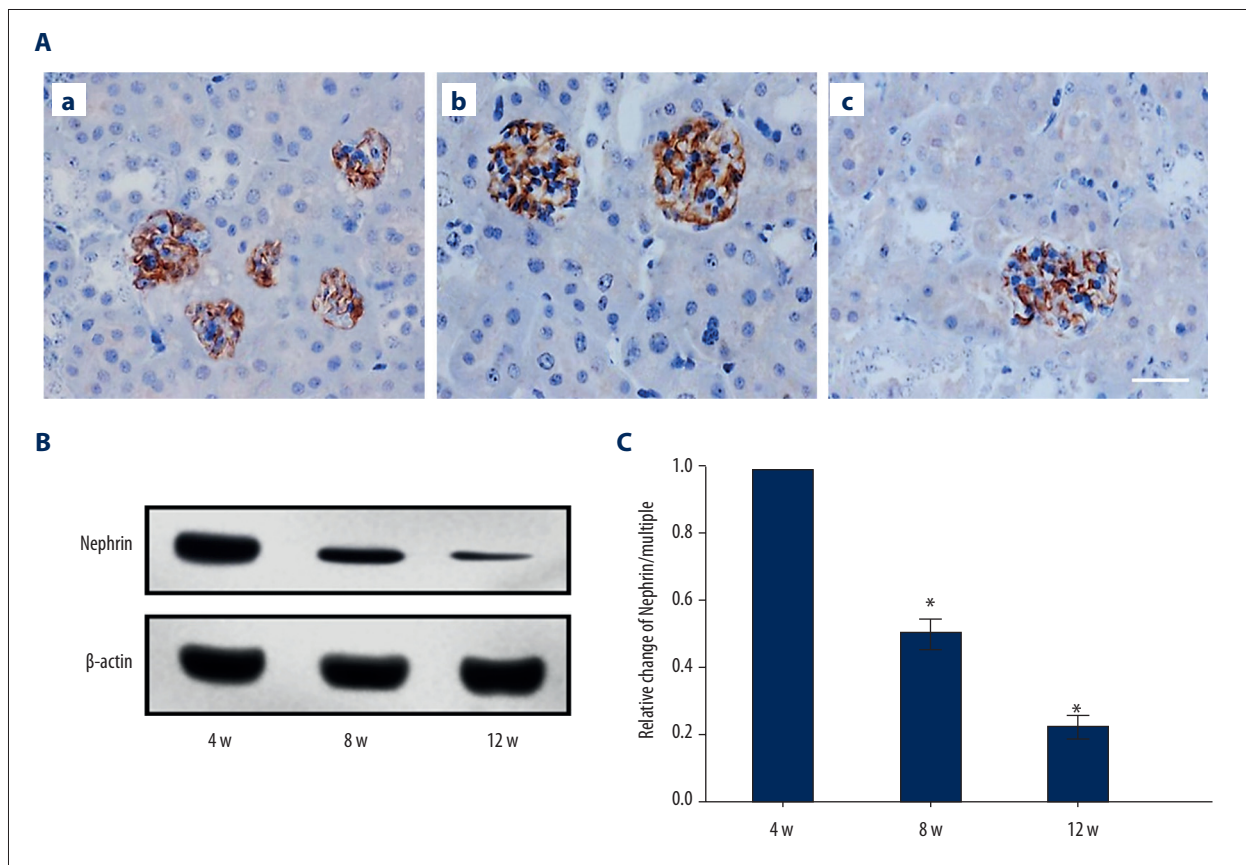 A
a
b
c
B
Nephrin
β-actin
4 w
8 w
12 w
C
Relative change of Nephrin/multiple
1.0
0.8
0.6
0.4
0.2
0.0
*
*
4 w
8 w
12 w